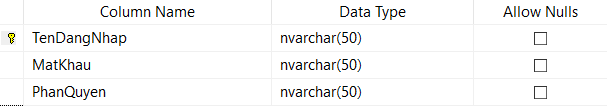 Column Name Data Type Allow Nulls
TenDangNhap nvarchar(50)
MatKhau nvarchar(50)
PhanQuyen nvarchar(50)